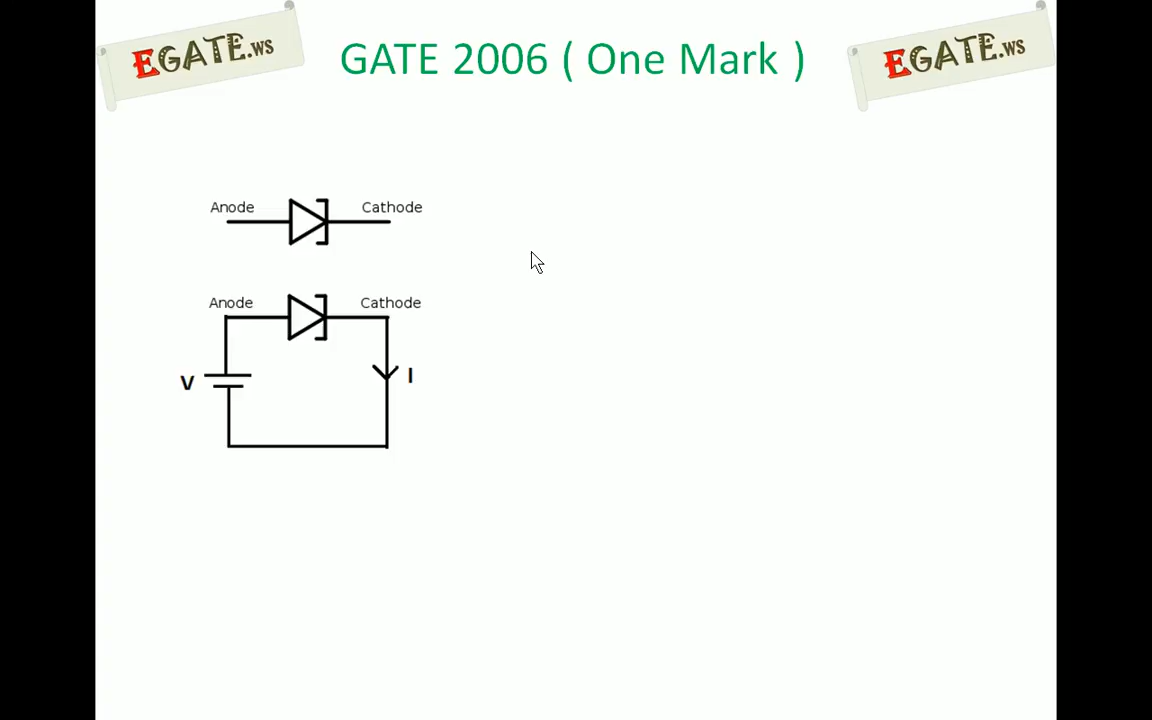 EGATE.ws
GATE 2006 ( One Mark )
EGATE.ws
Anode
Cathode
Anode
Cathode
V
I